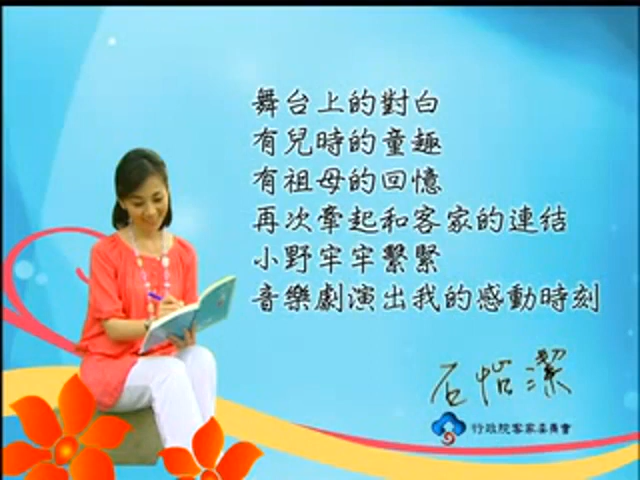 舞台上的對白
有兒時的童趣
有祖母的回憶
再次牽起和客家的連結
小野牢牢繫緊
音樂劇演出我的感動時刻
石怡潔
行政院客家委員會